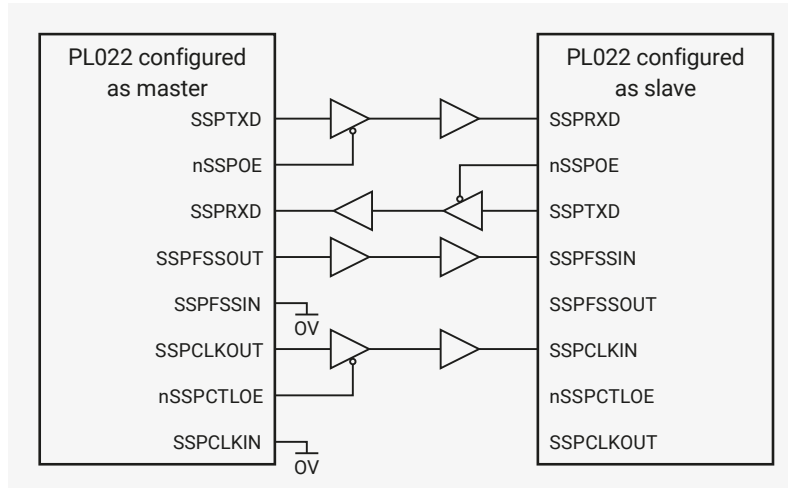 PL022 configured
as master
SSPTXD
nSSPOE
SSPRXD
SSPFSSOUT
SSPFSSIN
0V
SSPCLKOUT
nSSPCTLOE
SSPCLKIN
0V
PL022 configured
as slave
SSPRXD
nSSPOE
SSPTXD
SSPFSSIN
SSPFSSOUT
SSPCLKIN
nSSPCTLOE
SSPCLKOUT